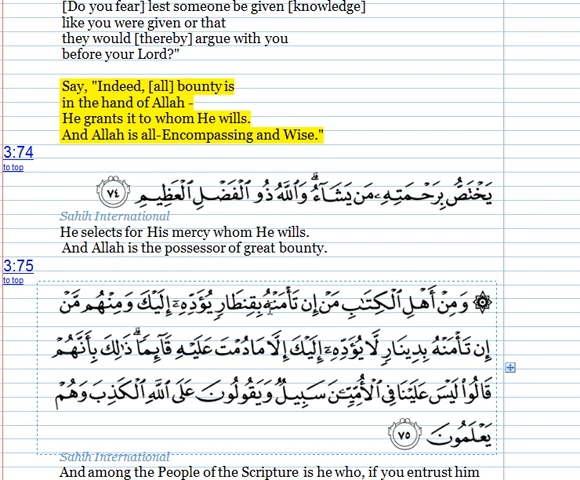 [Do you fear] lest someone be given [knowledge]
like you were given or that
they would [thereby] argue with you
before your Lord?"
Say, "Indeed, [all] bounty is
in the hand of Allah -
He grants it to whom He wills.
And Allah is all-Encompassing and Wise."
3:74
to top
يَخْتَصُّ بِرَحْمَتِهِۦ مَن يَشَآءُ ۗ وَٱللَّهُ ذُو ٱلْفَضْلِ ٱلْعَظِيمِ ٧٤
Sahih International
He selects for His mercy whom He wills.
And Allah is the possessor of great bounty.
3:75
to top
۞ وَمِنْ أَهْلِ ٱلْكِتَٰبِ مَنْ إِن تَأْمَنْهُ بِقِنطَارٍ يُؤَدِّهِۦٓ إِلَيْكَ وَمِنْهُم مَّنْ
إِن تَأْمَنْهُ بِدِينَارٍ لَّا يُؤَدِّهِۦٓ إِلَيْكَ إِلَّا مَا دُمْتَ عَلَيْهِ قَآئِمًا ۗ ذَٰلِكَ بِأَنَّهُمْ
قَالُوا۟ لَيْسَ عَلَيْنَا فِى ٱلْأُمِّيِّـۧنَ سَبِيلٌ وَيَقُولُونَ عَلَى ٱللَّهِ ٱلْكَذِبَ وَهُمْ
يَعْلَمُونَ ٧٥
Sahih International
And among the People of the Scripture is he who, if you entrust him